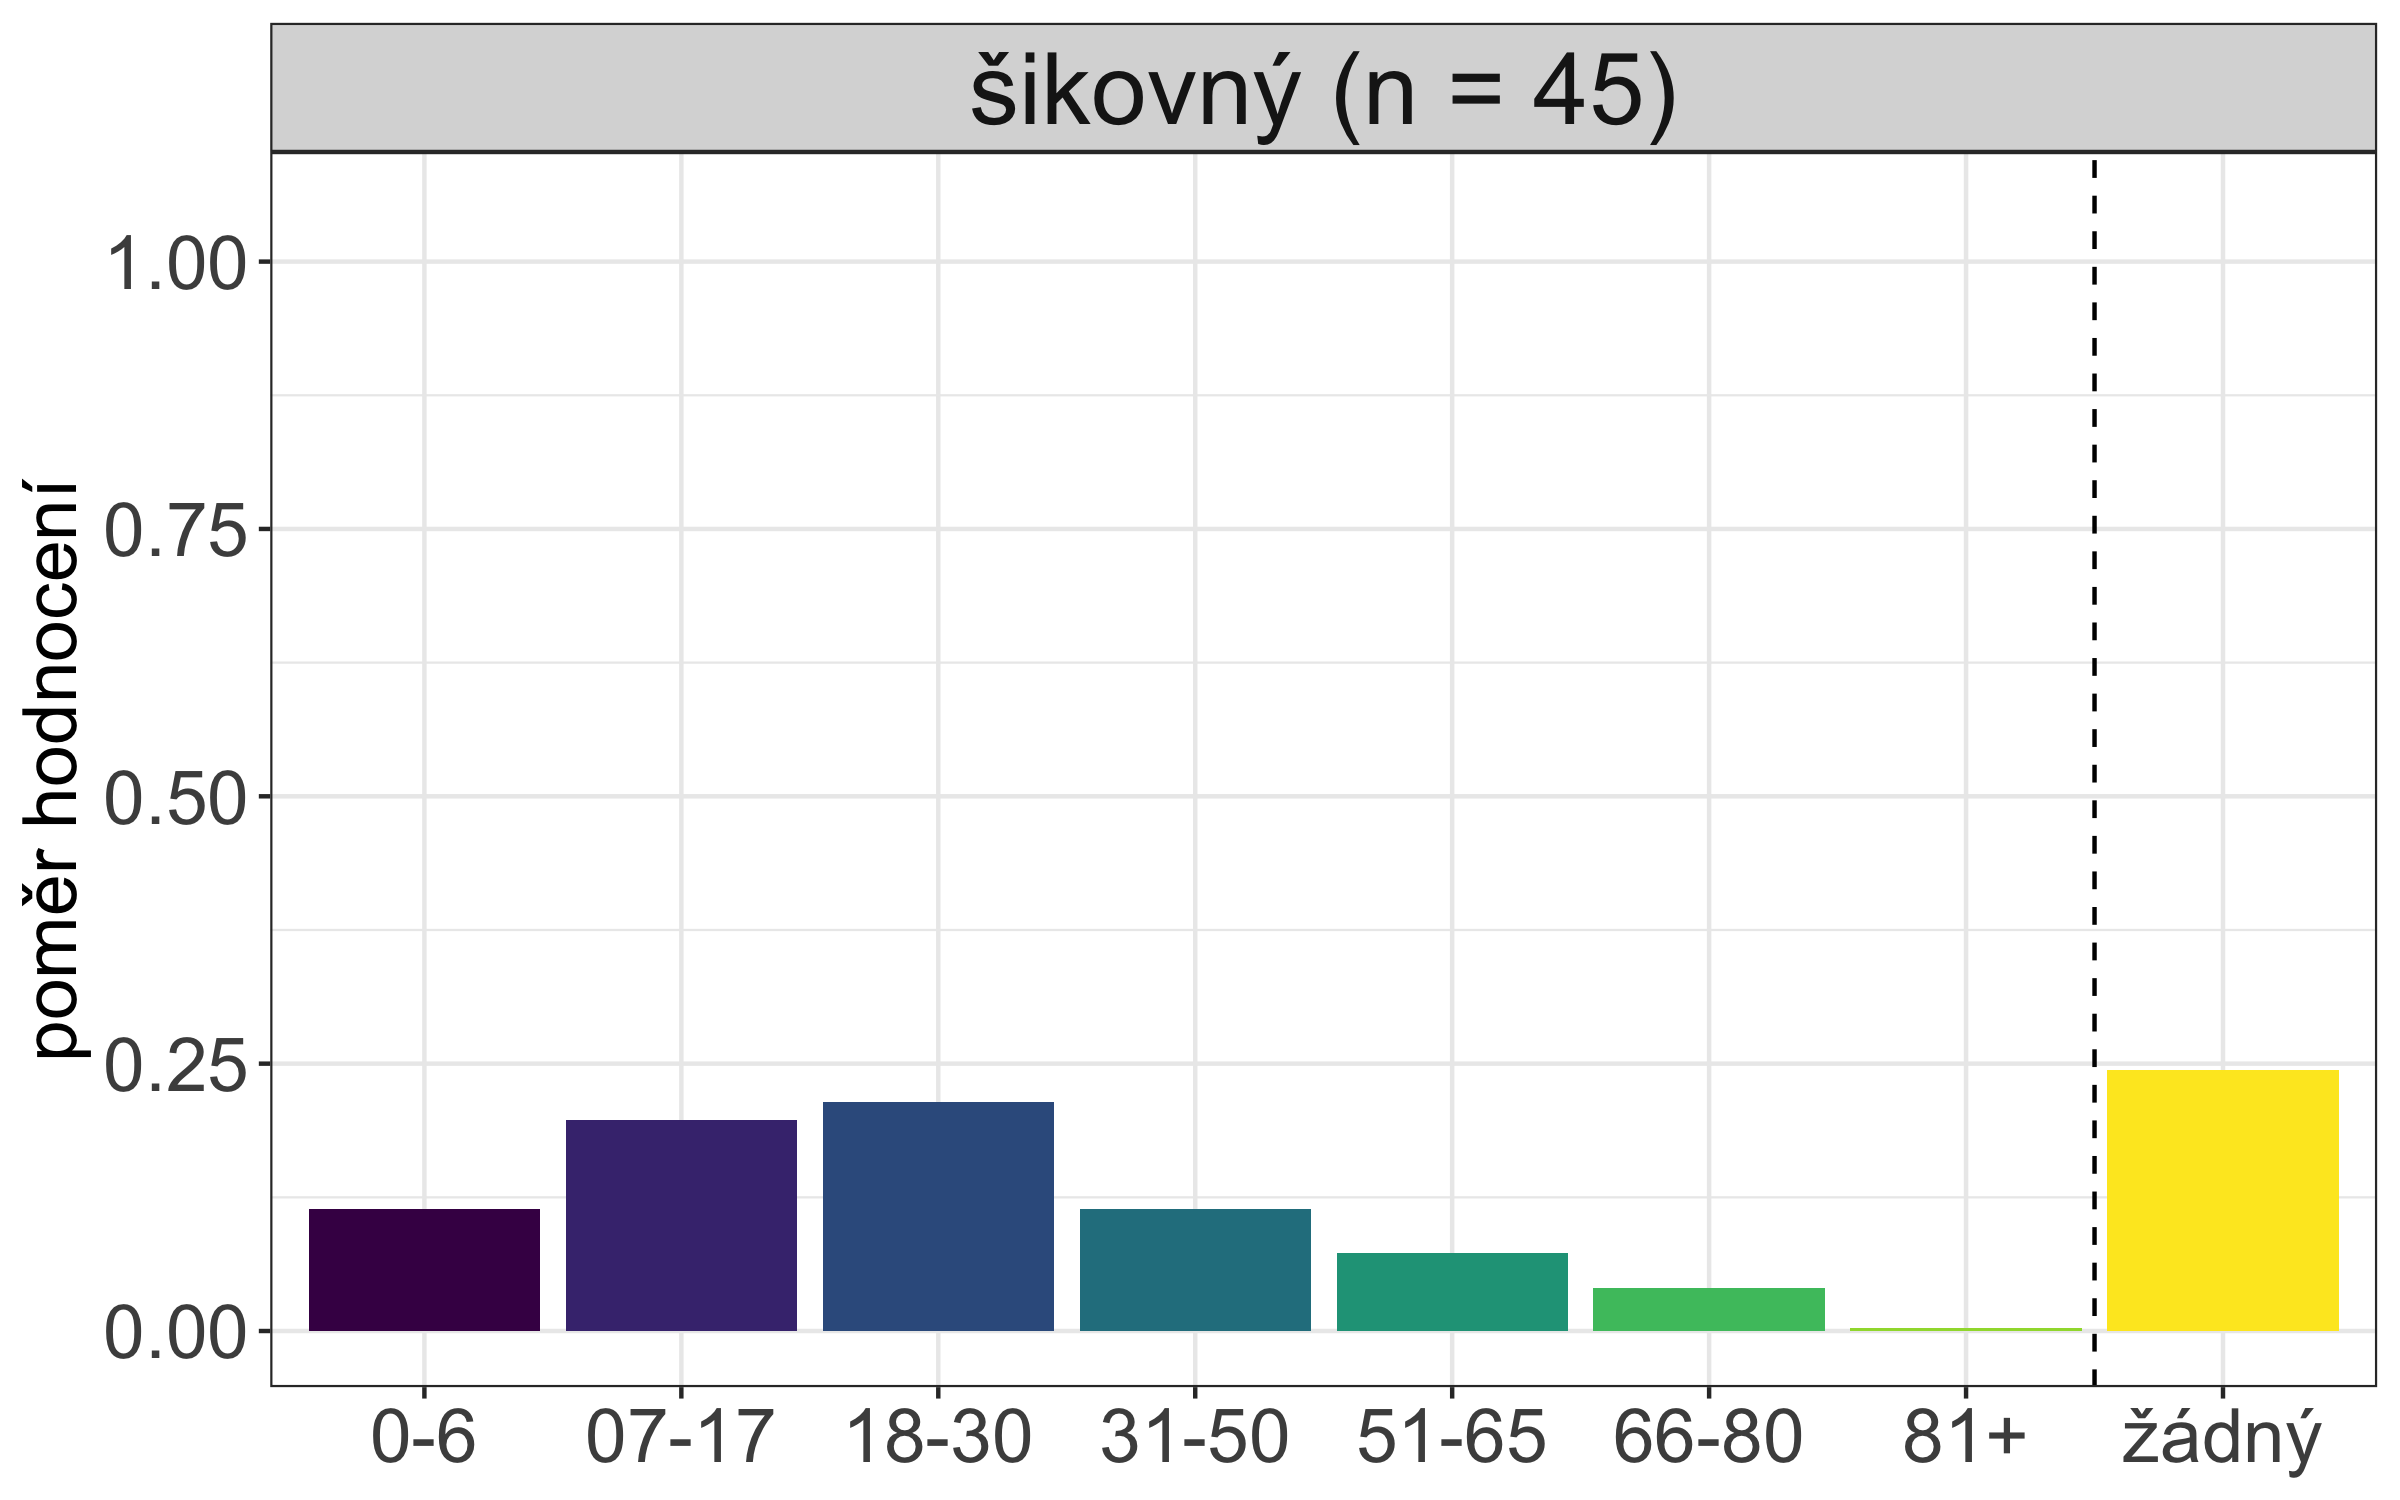 šikovný (n = 45)
poměr hodnocení
1.00
0.75
0.50
0.25
0.00
0-6 07-17 18-30 31-50 51-65 66-80 81+ žádný